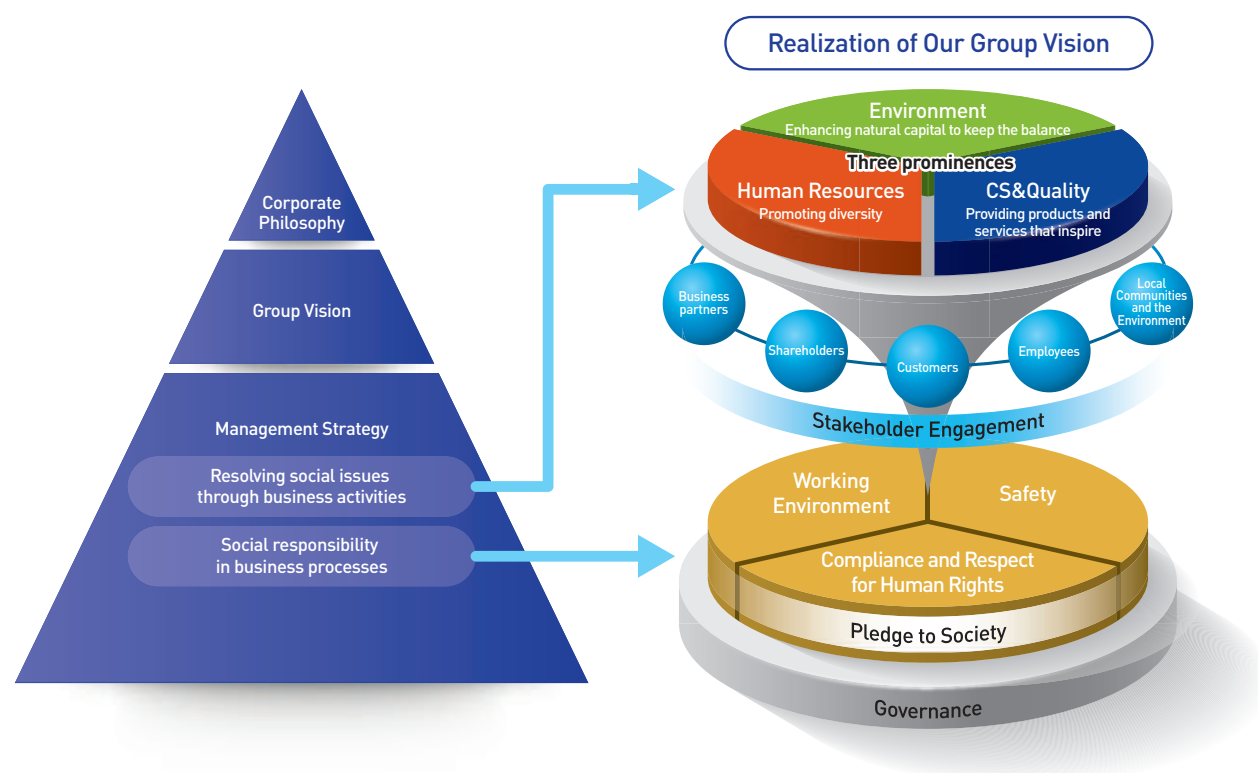 Realization of Our Group Vision
Corporate
Philosophy
Group Vision
Management Strategy
Resolving social issues
through business activities
Social responsibility
in business processes
Environment
Enhancing natural capital to keep the balance
Three prominences
Human Resources
Promoting diversity
CS&Quality
Providing products and
services that inspire
Business
partners
Shareholders
Customers
Employees
Local
Communities
and the
Environment
Stakeholder Engagement
Working
Environment
Safety
Compliance and Respect
for Human Rights
Pledge to Society
Governance